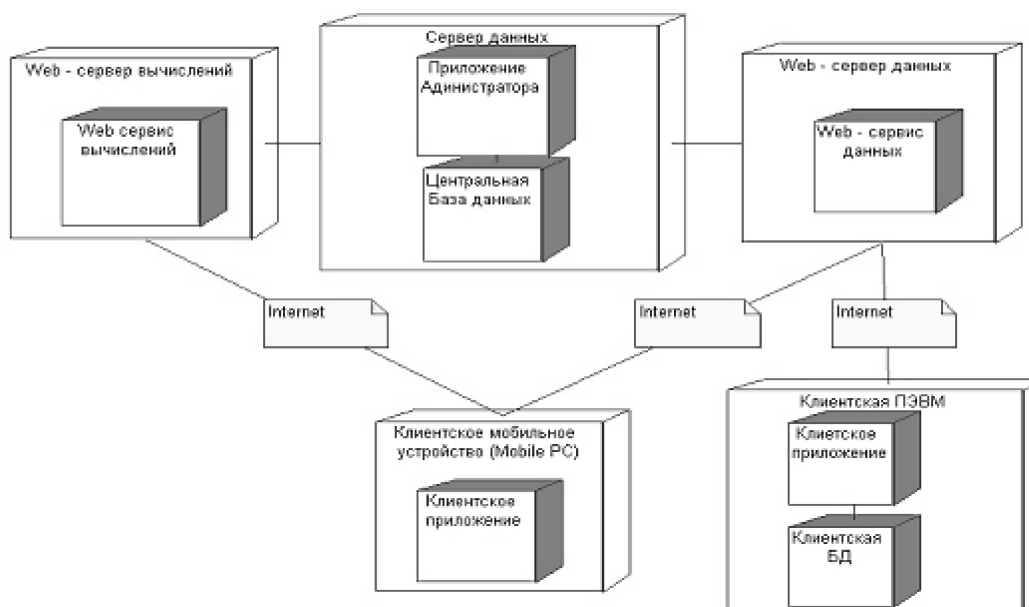 Сервер данных
Web - сервер вычислений
Web - сервер данных
Приложение
Адинистратора
Web сервис
вычислений
Web - сервис
данных
Центральная
База данных
Internet
Internet
Internet
Клиентская ПЭВМ
Клиентское мобильное
устройство (Mobile PC)
Клиетское
приложение
Клиентское
приложение
Клиентская
БД